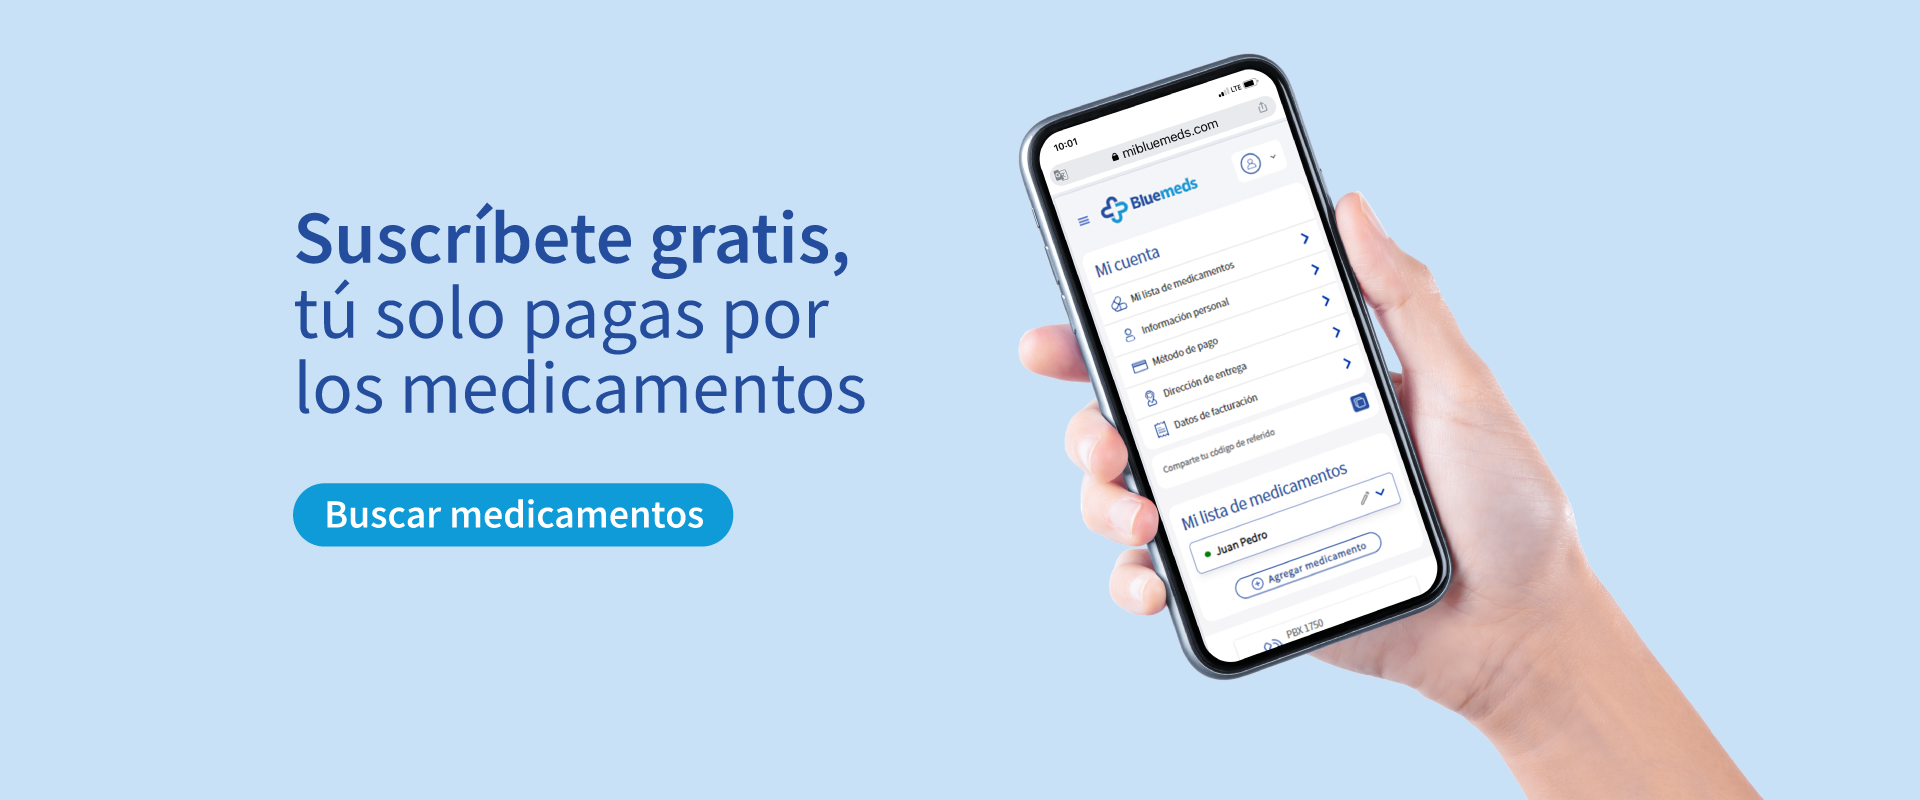 Suscríbete gratis,
tú solo pagas por
los medicamentos
Buscar medicamentos
10:01
LTE
mibluemeds.com
Bluemeds
Mi cuenta
Mi lista de medicamentos
Información personal
Método de pago
Dirección de entrega
Datos de facturación
Comparte tu código de referido
Mi lista de medicamentos
Juan Pedro
Agregar medicamento
PBX 1750